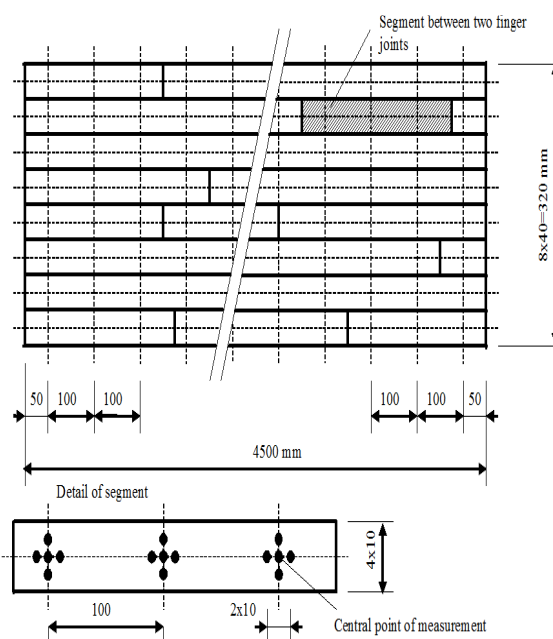 Segment between two finger
joints
8x40=320 mm
50 100 100
100 100 50
4500 mm
Detail of segment
4x10
100
2x10
Central point of measurement